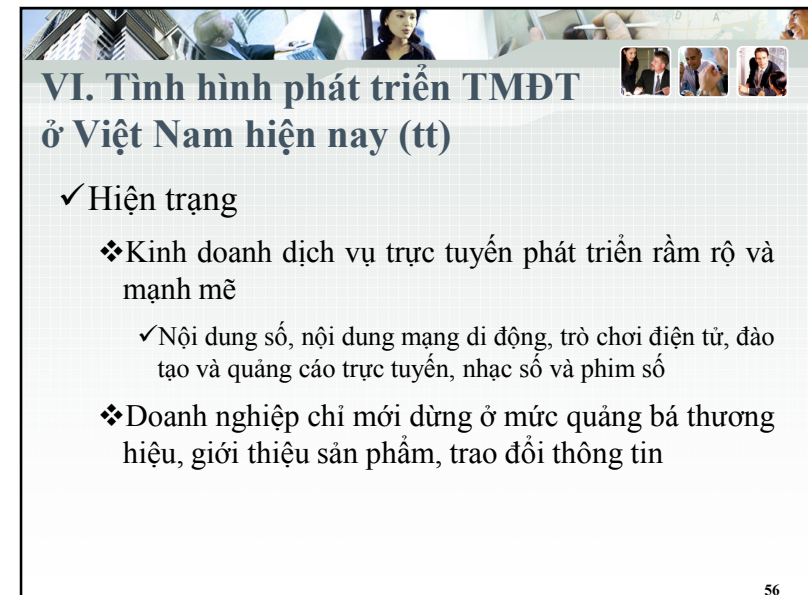 VI. Tình hình phát triển TMĐT
ở Việt Nam hiện nay (tt)
✓Hiện trạng
❖Kinh doanh dịch vụ trực tuyến phát triển rầm rộ và
mạnh mẽ
✓Nội dung số, nội dung mạng di động, trò chơi điện tử, đào
tạo và quảng cáo trực tuyến, nhạc số và phim số
❖Doanh nghiệp chỉ mới dừng ở mức quảng bá thương
hiệu, giới thiệu sản phẩm, trao đổi thông tin
56